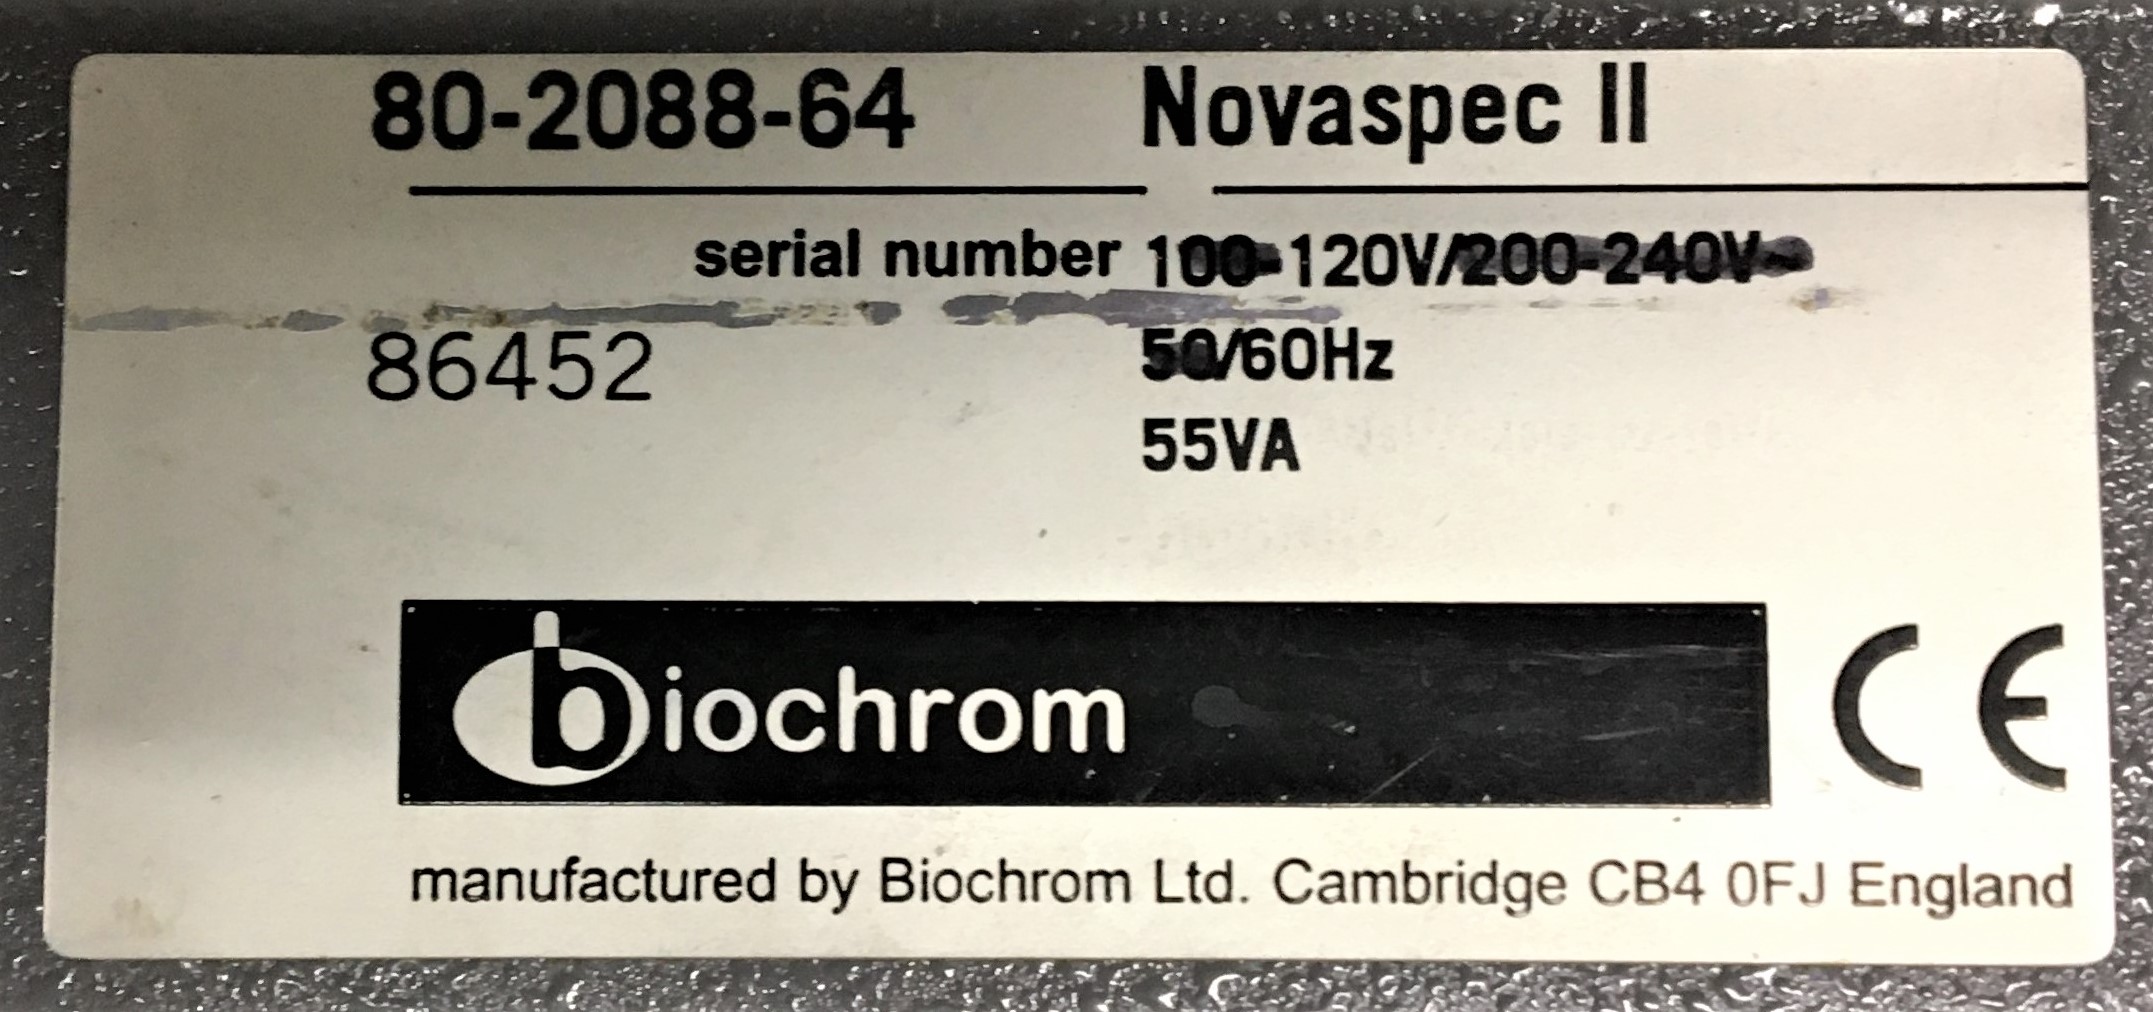 80-2088-64 Novaspec II
serial number 100-120V/200-240V~
86452 50/60Hz
55VA
biochrom
CE
manufactured by Biochrom Ltd. Cambridge CB4 0FJ England